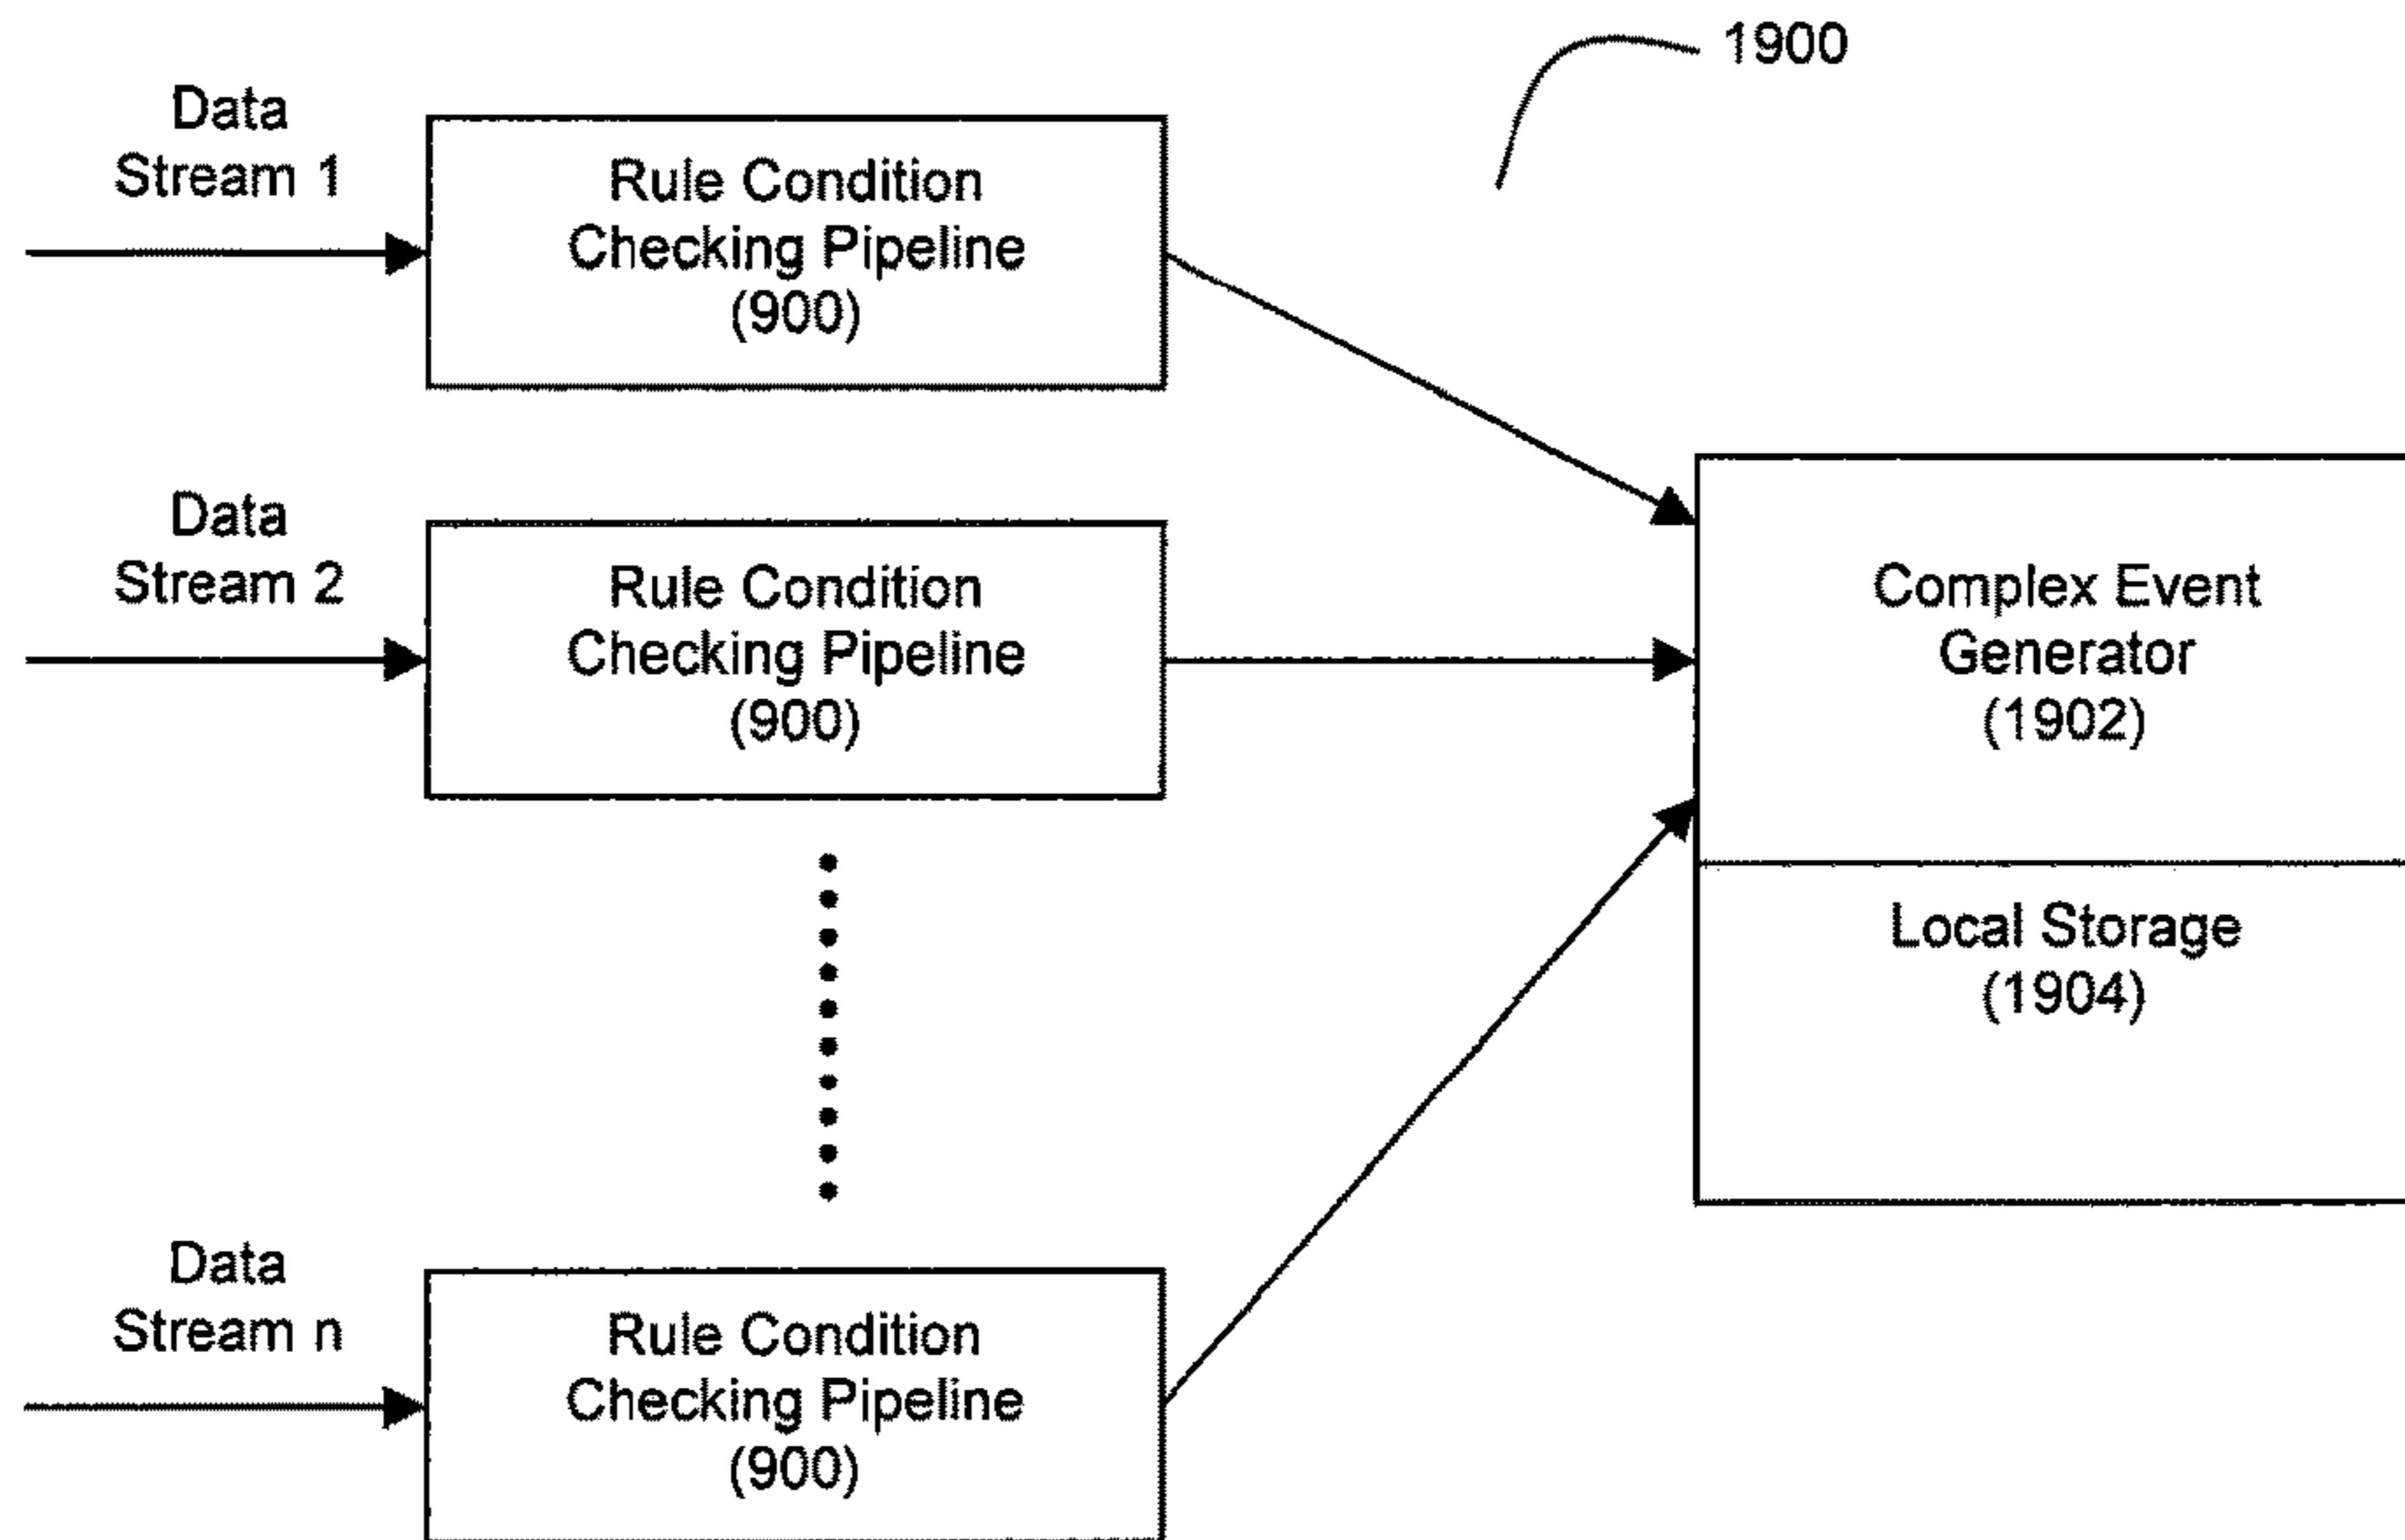 1900
Data
Stream 1
Rule Condition
Checking Pipeline
(900)
Data
Stream 2
Rule Condition
Checking Pipeline
(900)
Complex Event
Generator
(1902)
Local Storage
(1904)
Data
Stream n
Rule Condition
Checking Pipeline
(900)